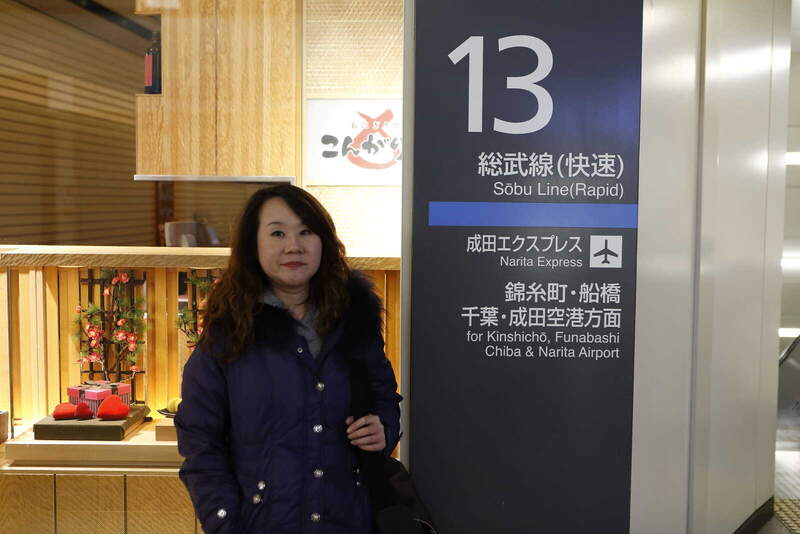 こんがり
13
総武線(快速)
Sōbu Line(Rapid)
成田エクスプレス
Narita Express
錦糸町・船橋
千葉・成田空港方面
for Kinshichō, Funabashi
Chiba & Narita Airport